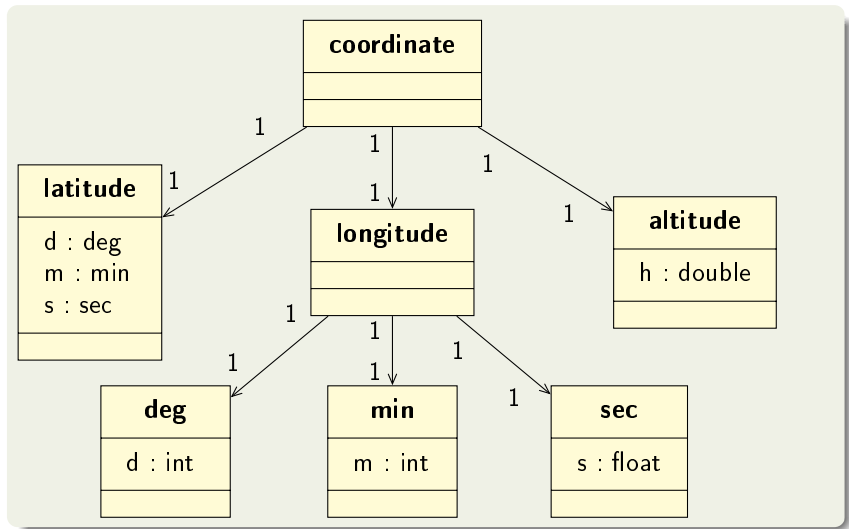 coordinate
1
1
1
1
1
1
latitude
d : deg
m : min
s : sec
longitude
altitude
h : double
1
1
1
1
1
1
deg
d : int
min
m : int
sec
s : float